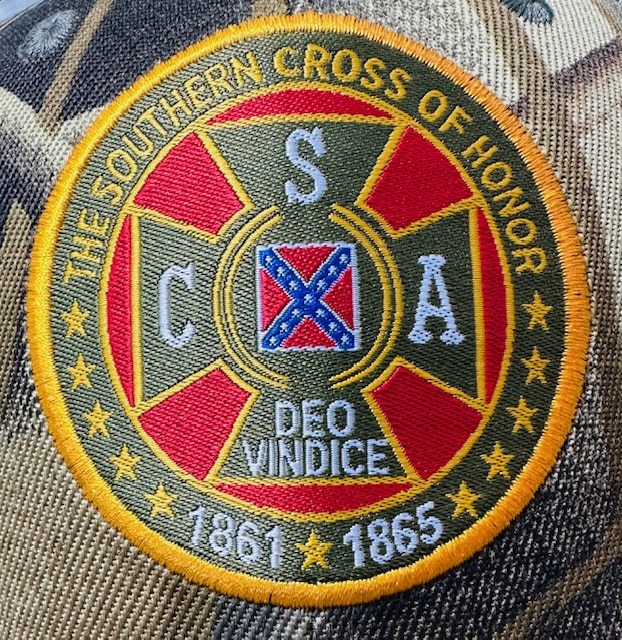 THE SOUTHERN CROSS OF HONOR
S
C A
DEO
VINDICE
1861 1865